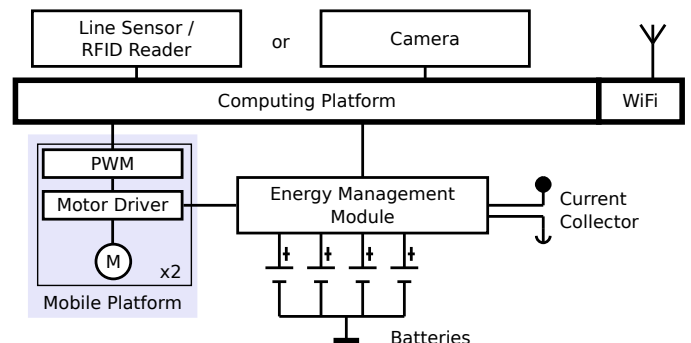 Line Sensor /
RFID Reader
or
Camera
Computing Platform
WiFi
PWM
Motor Driver
M
x2
Mobile Platform
Energy Management
Module
Current
Collector
Batteries